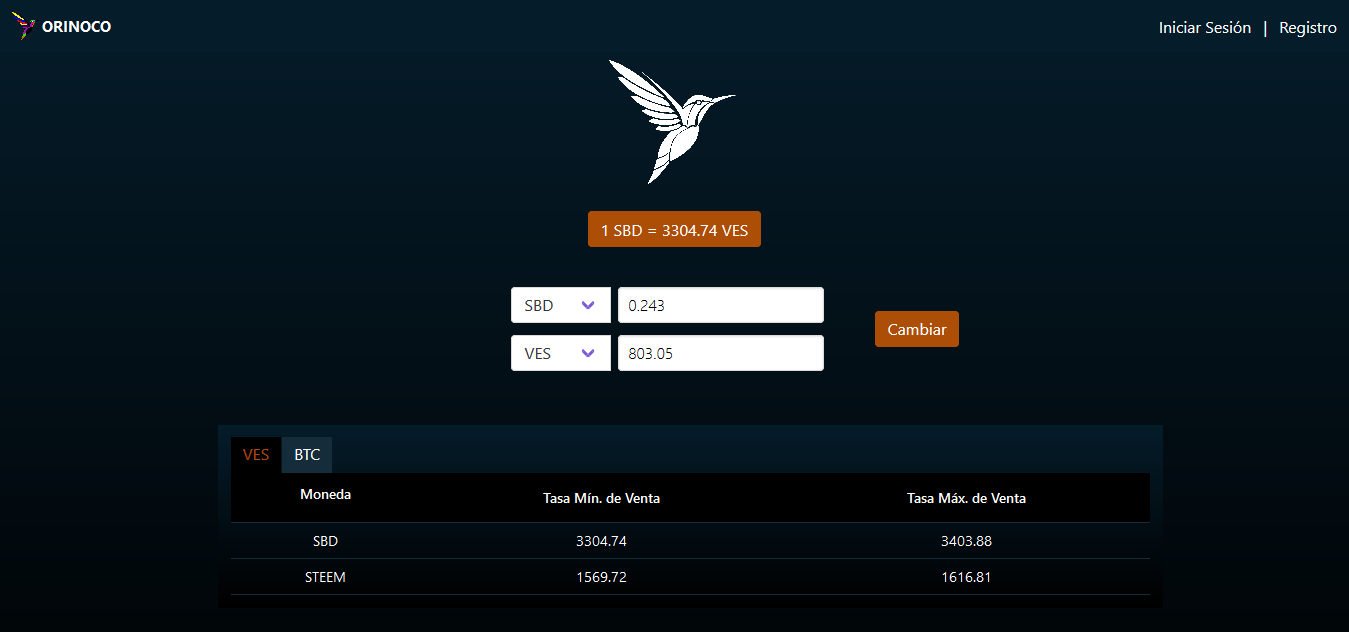 ORINOCO
Iniciar Sesión | Registro
1 SBD = 3304.74 VES
SBD 0.243
VES 803.05
Cambiar
VES BTC
Moneda Tasa Mín. de Venta Tasa Máx. de Venta
SBD 3304.74 3403.88
STEEM 1569.72 1616.81